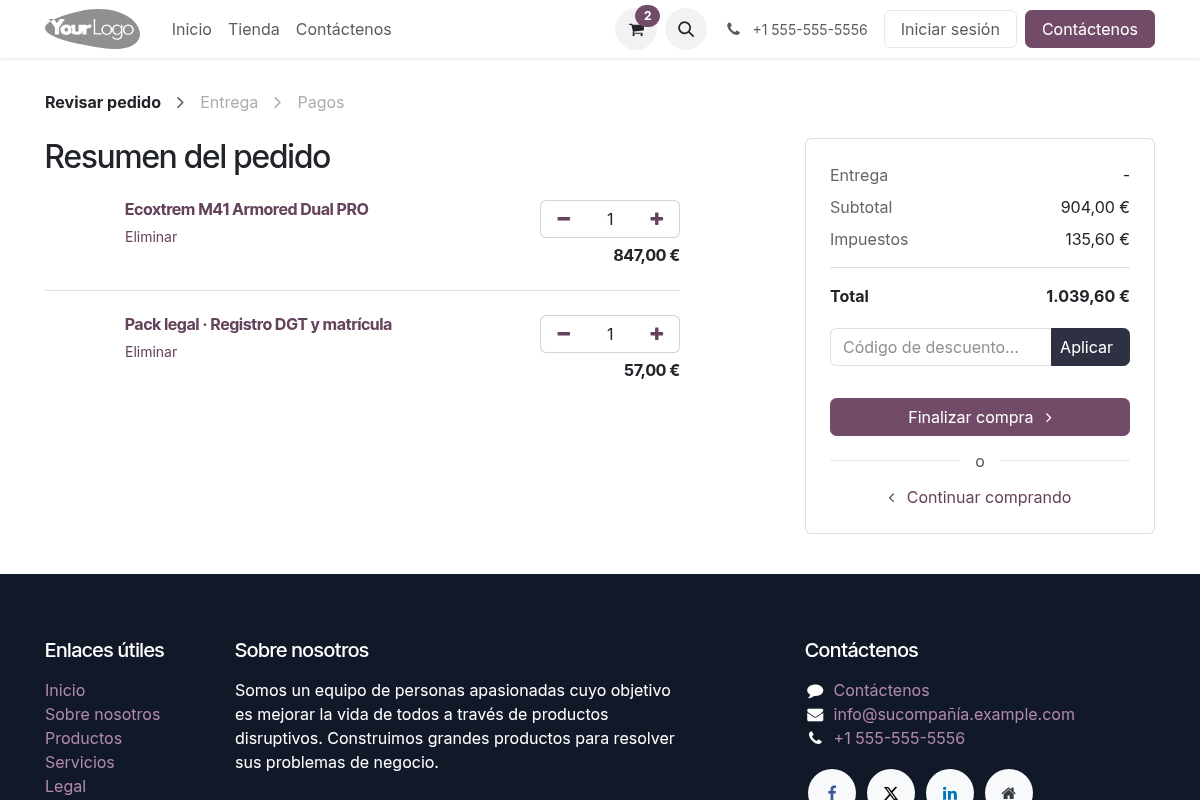 YourLogo
Inicio
Tienda
Contáctenos
2
+1 555-555-5556
Iniciar sesión
Contáctenos
Revisar pedido
Entrega
Pagos
Resumen del pedido
Ecoxtrem M41 Armored Dual PRO
Eliminar
1
847,00 €
Pack legal · Registro DGT y matrícula
Eliminar
1
57,00 €
Entrega -
Subtotal 904,00 €
Impuestos 135,60 €
Total 1.039,60 €
Código de descuento...
Aplicar
Finalizar compra
o
Continuar comprando
Enlaces útiles
Inicio
Sobre nosotros
Productos
Servicios
Legal
Sobre nosotros
Somos un equipo de personas apasionadas cuyo objetivo
es mejorar la vida de todos a través de productos
disruptivos. Construimos grandes productos para resolver
sus problemas de negocio.
Contáctenos
Contáctenos
info@sucompañía.example.com
+1 555-555-5556